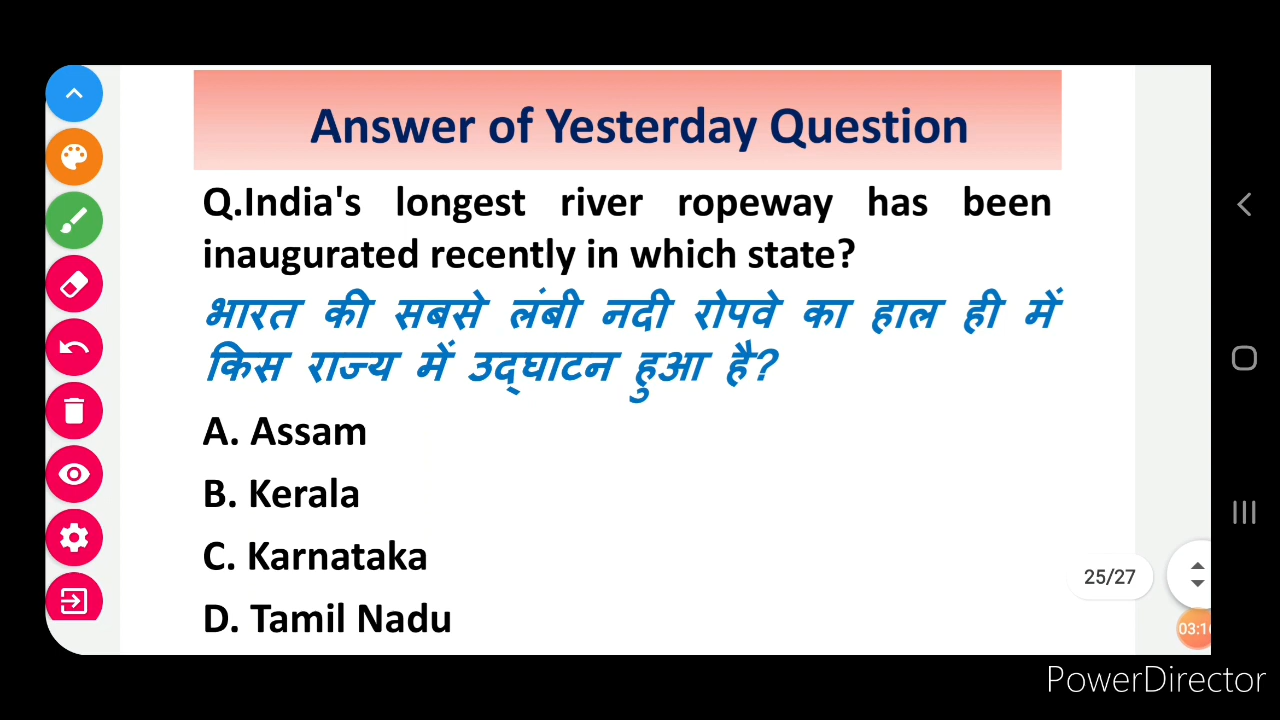 Answer of Yesterday Question
Q.India's longest river ropeway has been
inaugurated recently in which state?
भारत की सबसे लंबी नदी रोपवे का हाल ही में
किस राज्य में उद्घाटन हुआ है?
A. Assam
B. Kerala
C. Karnataka
D. Tamil Nadu
25/27
PowerDirector